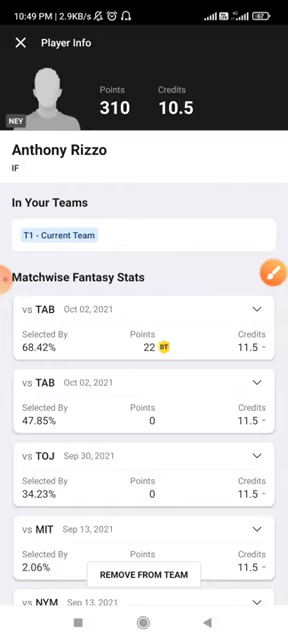 10:49 PM | 2.9KB/s
67
Player Info
Points
Credits
310
10.5
NEY
Anthony Rizzo
IF
In Your Teams
T1 - Current Team
Matchwise Fantasy Stats
vs TAB Oct 02, 2021
Selected By Points Credits
68.42% 22 DT 11.5 -
vs TAB Oct 02, 2021
Selected By Points Credits
47.85% 0 11.5 -
vs TOJ Sep 30, 2021
Selected By Points Credits
34.23% 0 11.5 -
vs MIT Sep 13, 2021
Selected By Points Credits
2.06% 11.5 -
REMOVE FROM TEAM
vs NYM Sep 13, 2021